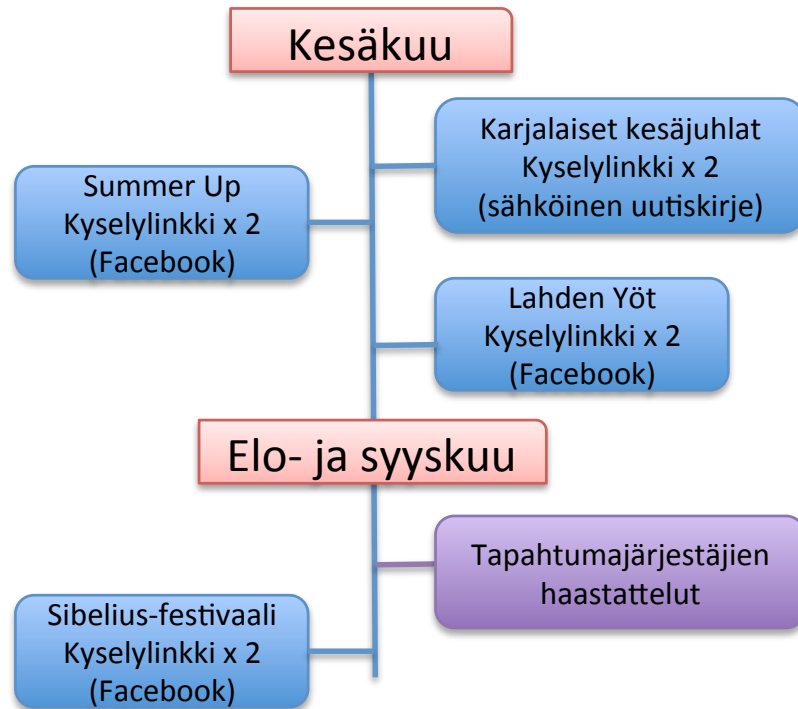 Kesäkuu
Karjalaiset kesäjuhlat
Kyselylinkki x 2
(sähköinen uutiskirje)
Summer Up
Kyselylinkki x 2
(Facebook)
Lahden Yöt
Kyselylinkki x 2
(Facebook)
Elo- ja syyskuu
Tapahtumajärjestäjien
haastattelut
Sibelius-festivaali
Kyselylinkki x 2
(Facebook)